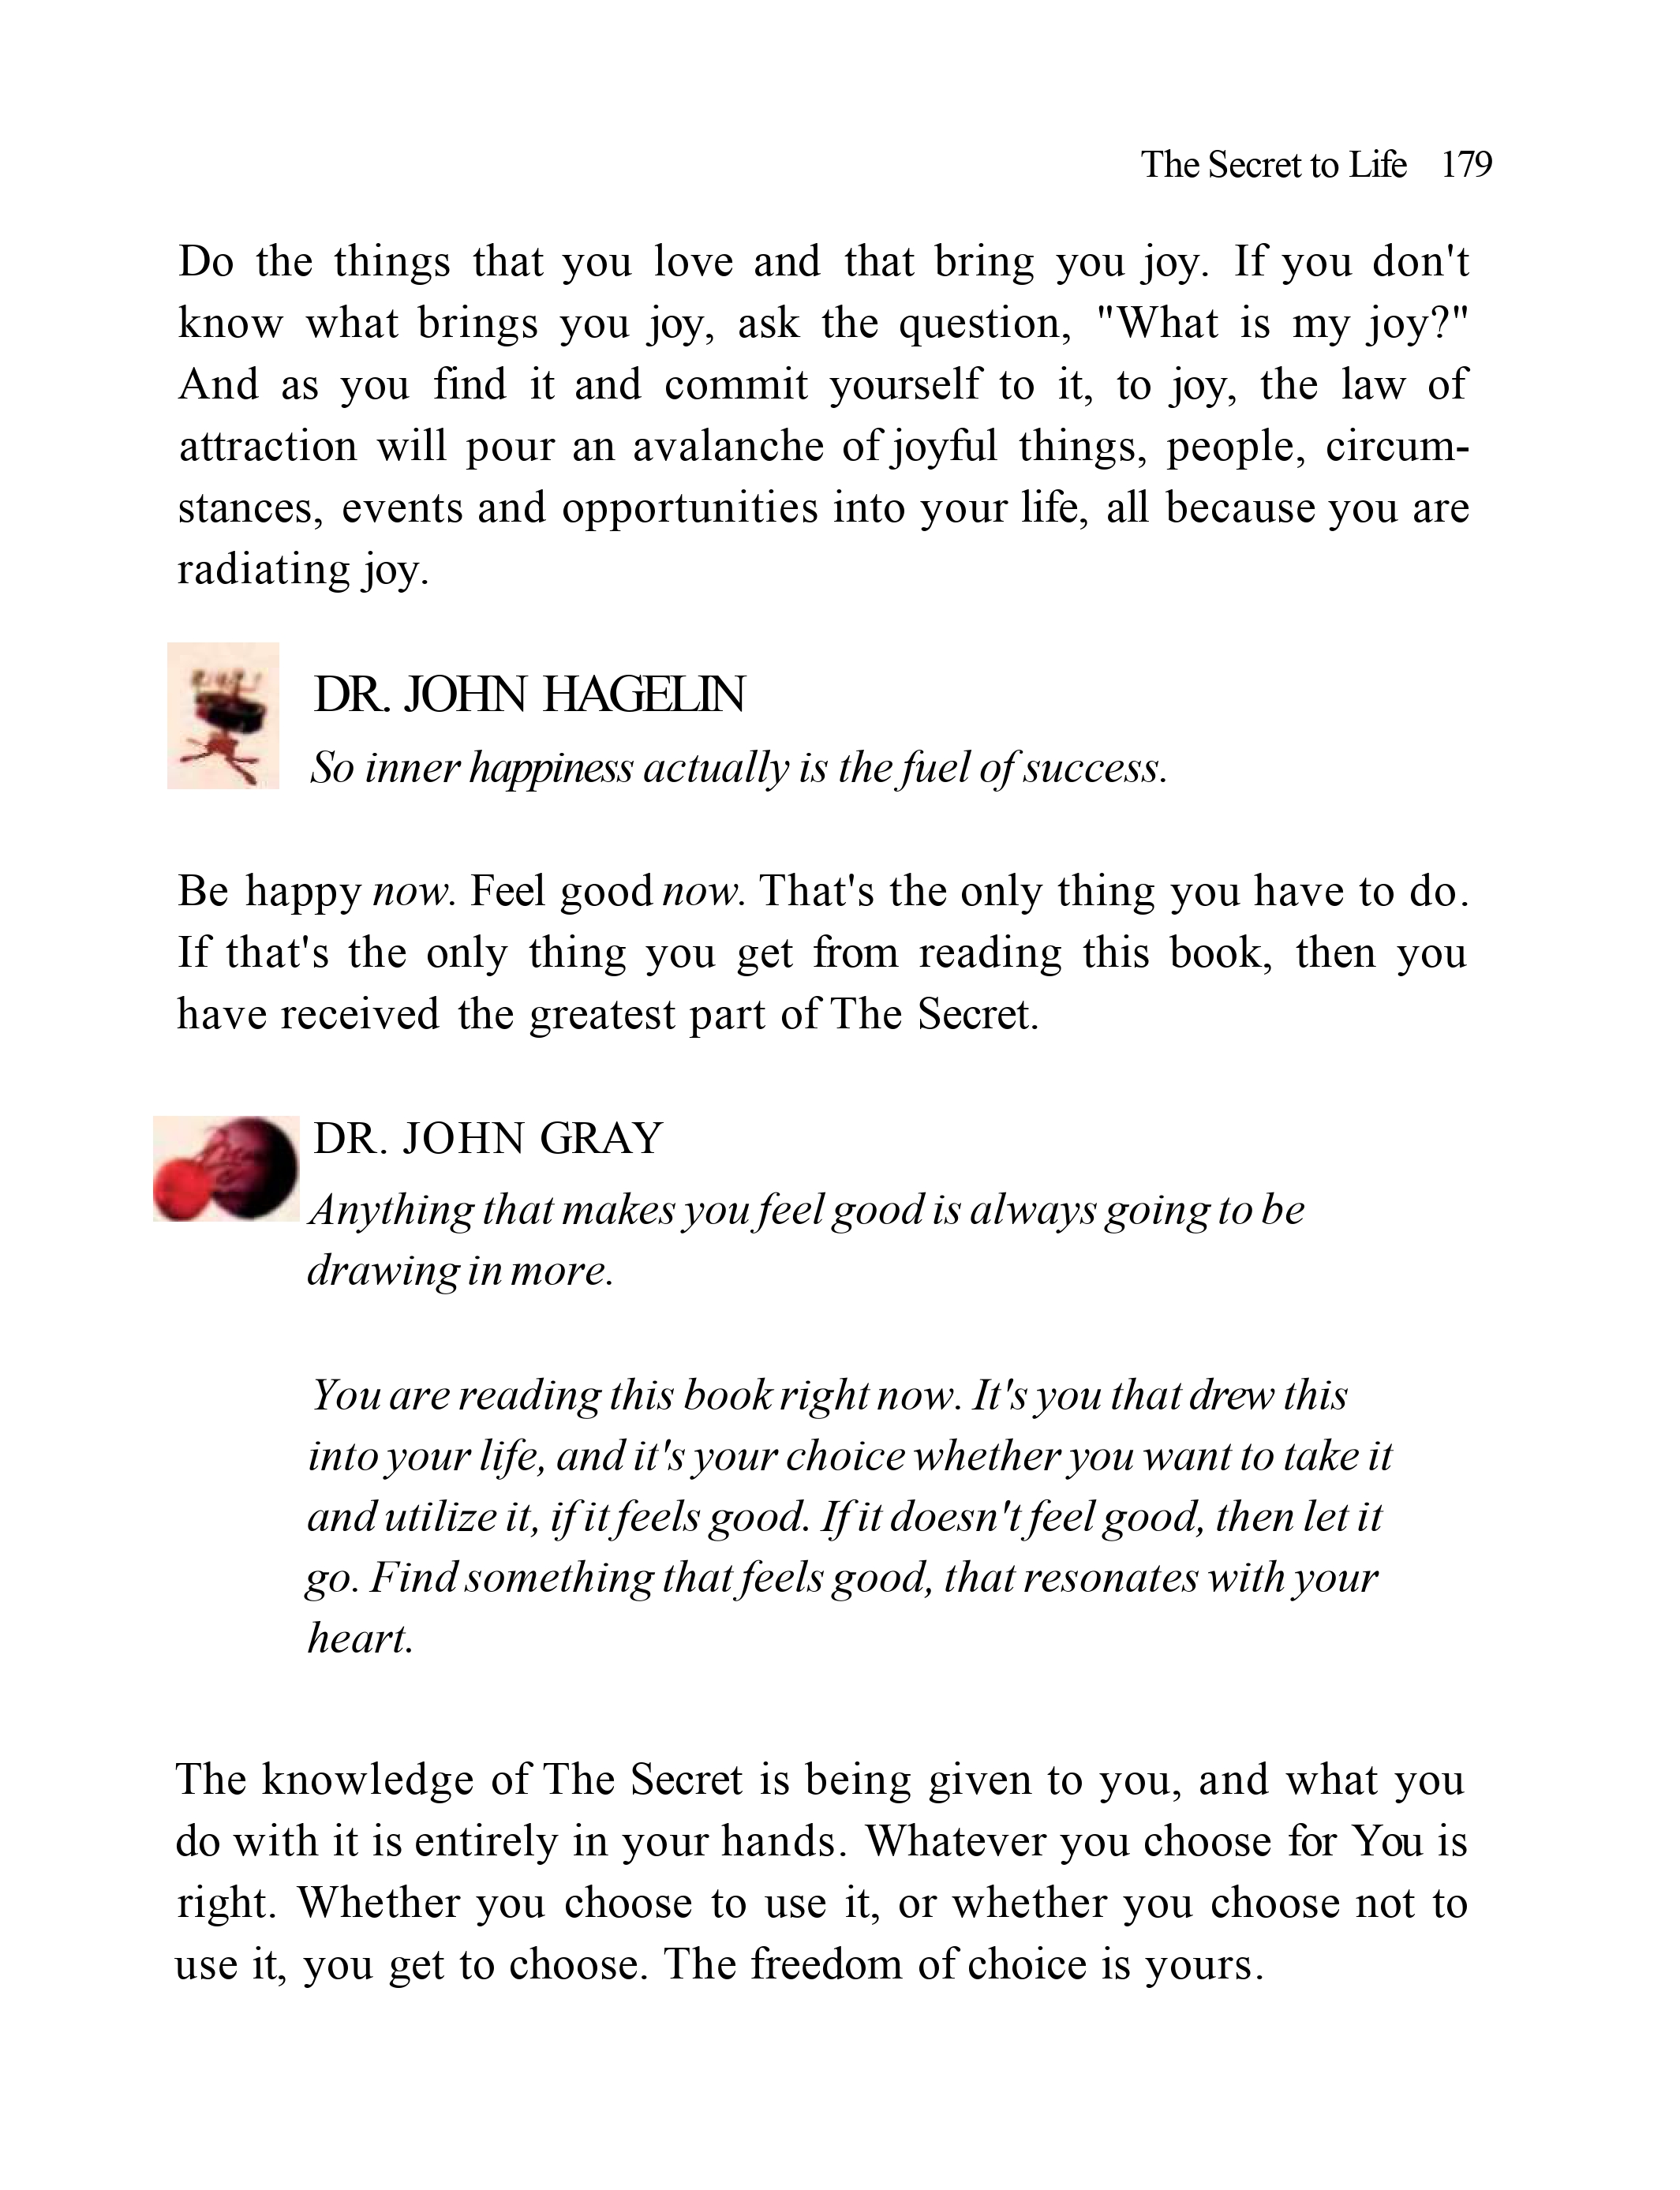 The Secret to Life 179
Do the things that you love and that bring you joy. If you don't
know what brings you joy, ask the question, "What is my joy?"
And as you find it and commit yourself to it, to joy, the law of
attraction will pour an avalanche of joyful things, people, circum-
stances, events and opportunities into your life, all because you are
radiating joy.
DR. JOHN HAGELIN
So inner happiness actually is the fuel of success.
Be happy now. Feel good now. That's the only thing you have to do.
If that's the only thing you get from reading this book, then you
have received the greatest part of The Secret.
DR. JOHN GRAY
Anything that makes you feel good is always going to be
drawing in more.
You are reading this book right now. It's you that drew this
into your life, and it's your choice whether you want to take it
and utilize it, if it feels good. If it doesn't feel good, then let it
go. Find something that feels good, that resonates with your
heart.
The knowledge of The Secret is being given to you, and what you
do with it is entirely in your hands. Whatever you choose for You is
right. Whether you choose to use it, or whether you choose not to
use it, you get to choose. The freedom of choice is yours.